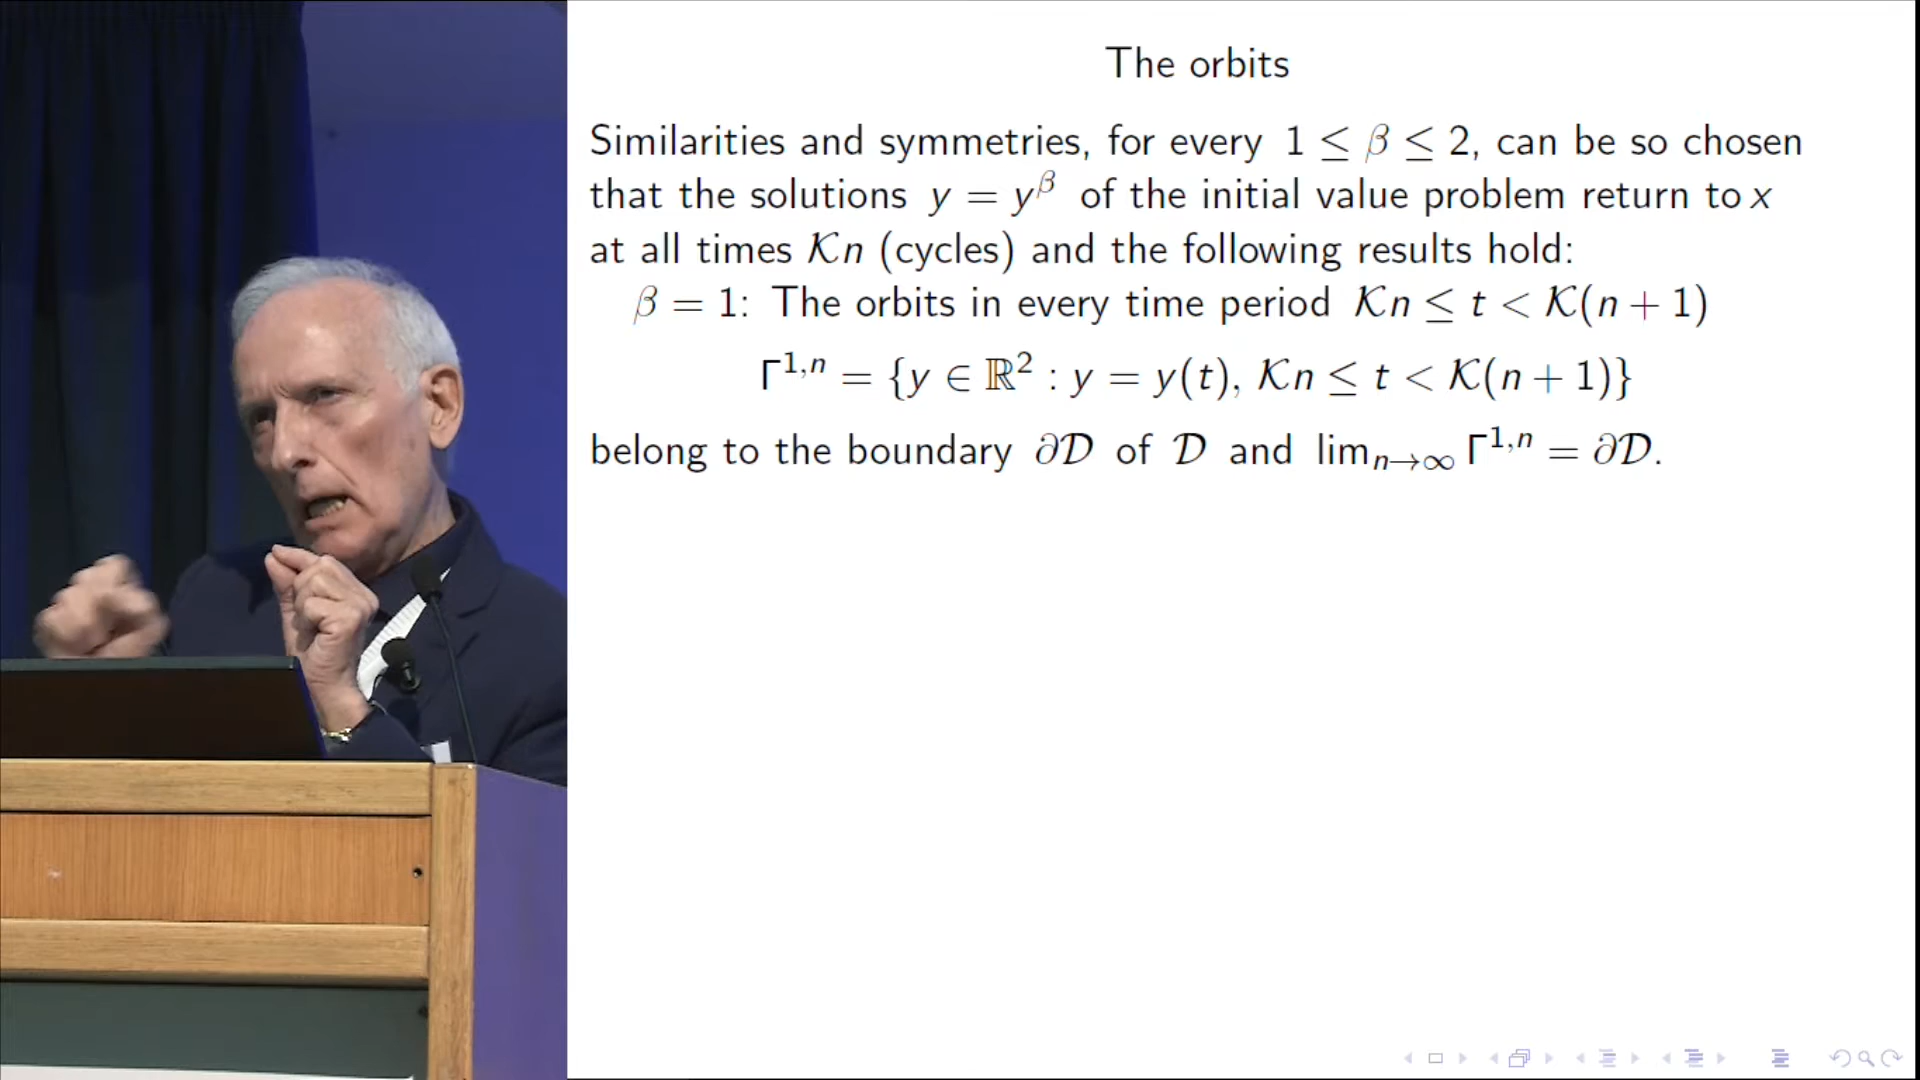 The orbits
Similarities and symmetries, for every 1 ≤ β ≤ 2, can be so chosen
that the solutions y = y^β of the initial value problem return to x
at all times 𝒦n (cycles) and the following results hold:
β = 1: The orbits in every time period 𝒦n ≤ t < 𝒦(n + 1)
Γ^{1,n} = {y ∈ ℝ² : y = y(t), 𝒦n ≤ t < 𝒦(n + 1)}
belong to the boundary ∂𝒟 of 𝒟 and lim_{n→∞} Γ^{1,n} = ∂𝒟.